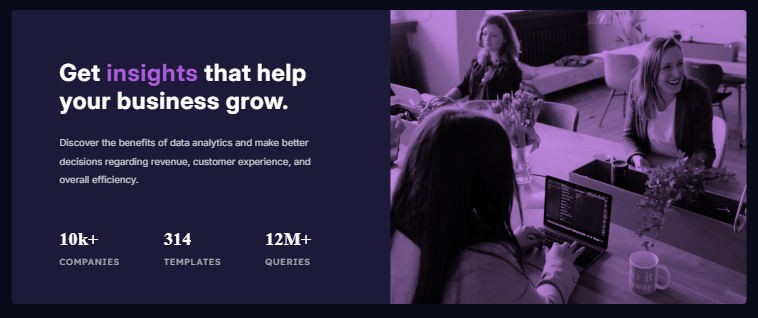 Get insights that help
your business grow.
Discover the benefits of data analytics and make better
decisions regarding revenue, customer experience, and
overall efficiency.
10k+ 314 12M+
COMPANIES TEMPLATES QUERIES